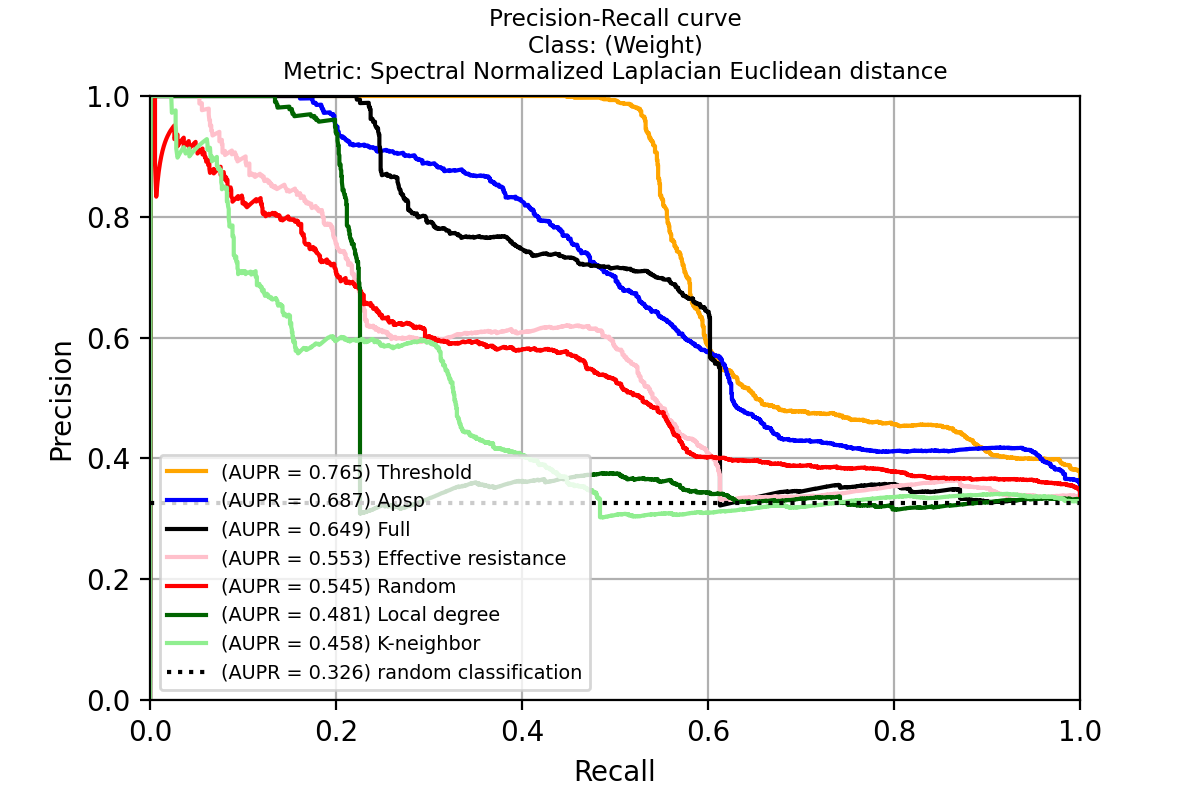 Precision-Recall curve
Class: (Weight)
Metric: Spectral Normalized Laplacian Euclidean distance
1.0
0.8
0.6
0.4
0.2
0.0
Precision
(AUPR = 0.765) Threshold
(AUPR = 0.687) Apsp
(AUPR = 0.649) Full
(AUPR = 0.553) Effective resistance
(AUPR = 0.545) Random
(AUPR = 0.481) Local degree
(AUPR = 0.458) K-neighbor
(AUPR = 0.326) random classification
0.0 0.2 0.4 0.6 0.8 1.0
Recall